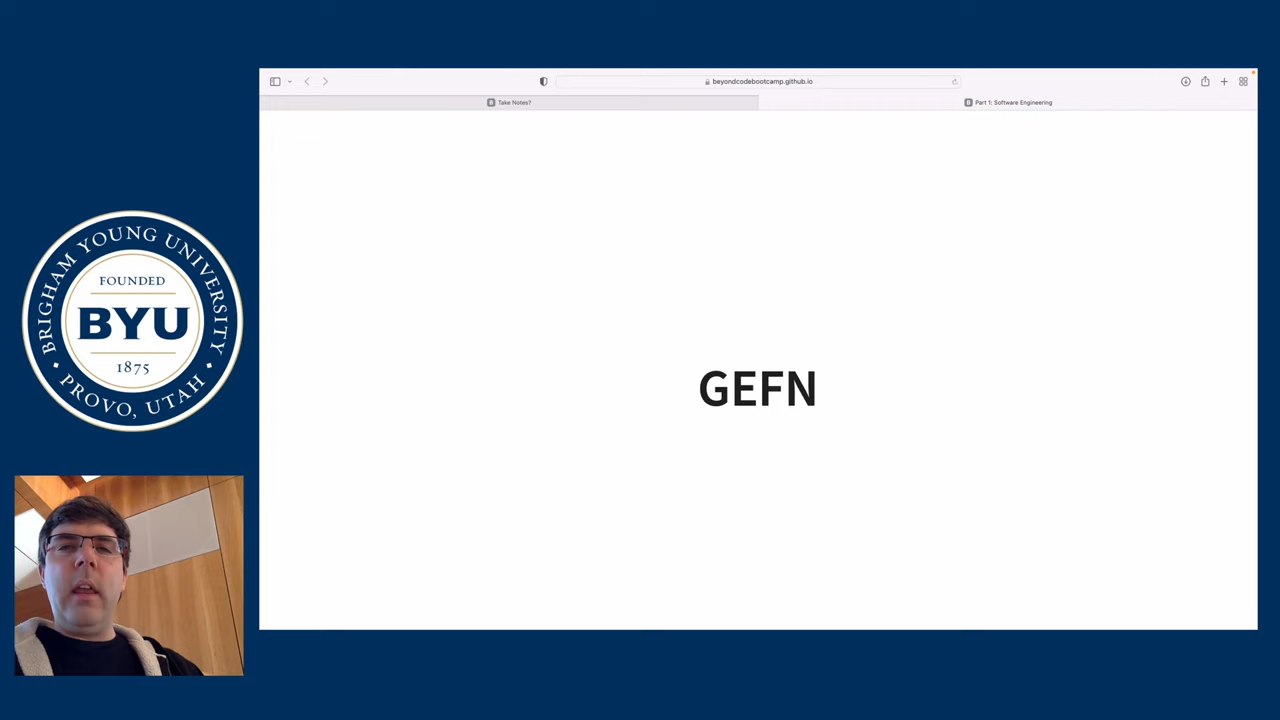 beyondcodebootcamp.github.io
Take Notes?
Part 1: Software Engineering
BRIGHAM YOUNG UNIVERSITY
FOUNDED
BYU
1875
PROVO, UTAH
GEFN